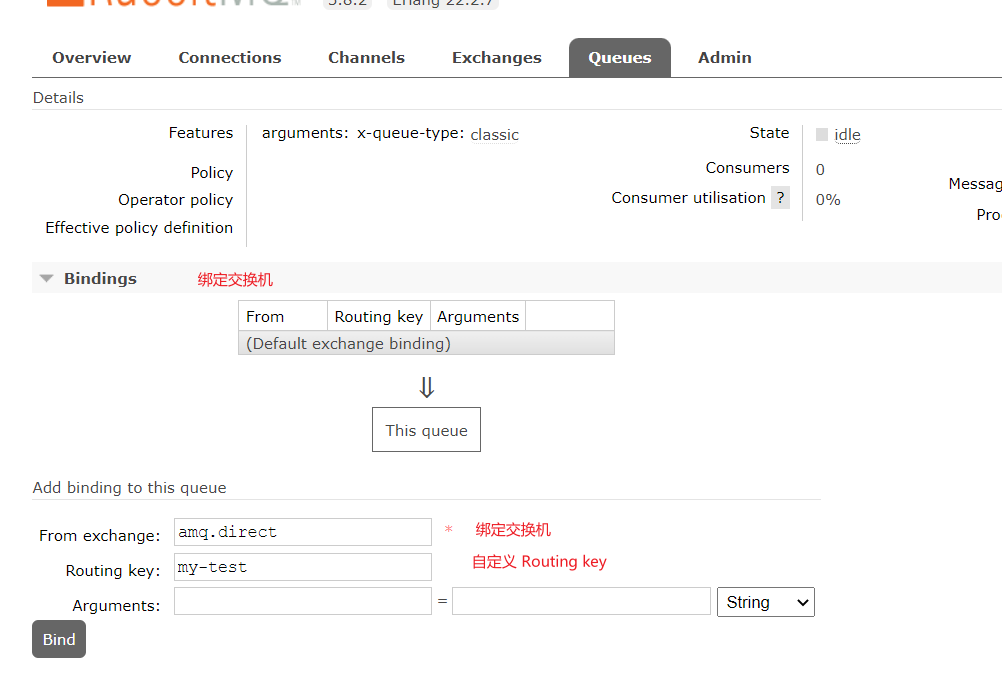 3.8.2 Erlang 22.2.7
Overview Connections Channels Exchanges Queues Admin
Details
Features arguments: x-queue-type: classic
Policy
Operator policy
Effective policy definition
State idle
Consumers 0
Consumer utilisation ? 0%
Messag
Pro
Bindings 绑定交换机
From Routing key Arguments
(Default exchange binding)
⇓
This queue
Add binding to this queue
From exchange: amq.direct * 绑定交换机
Routing key: my-test 自定义 Routing key
Arguments: = String
Bind